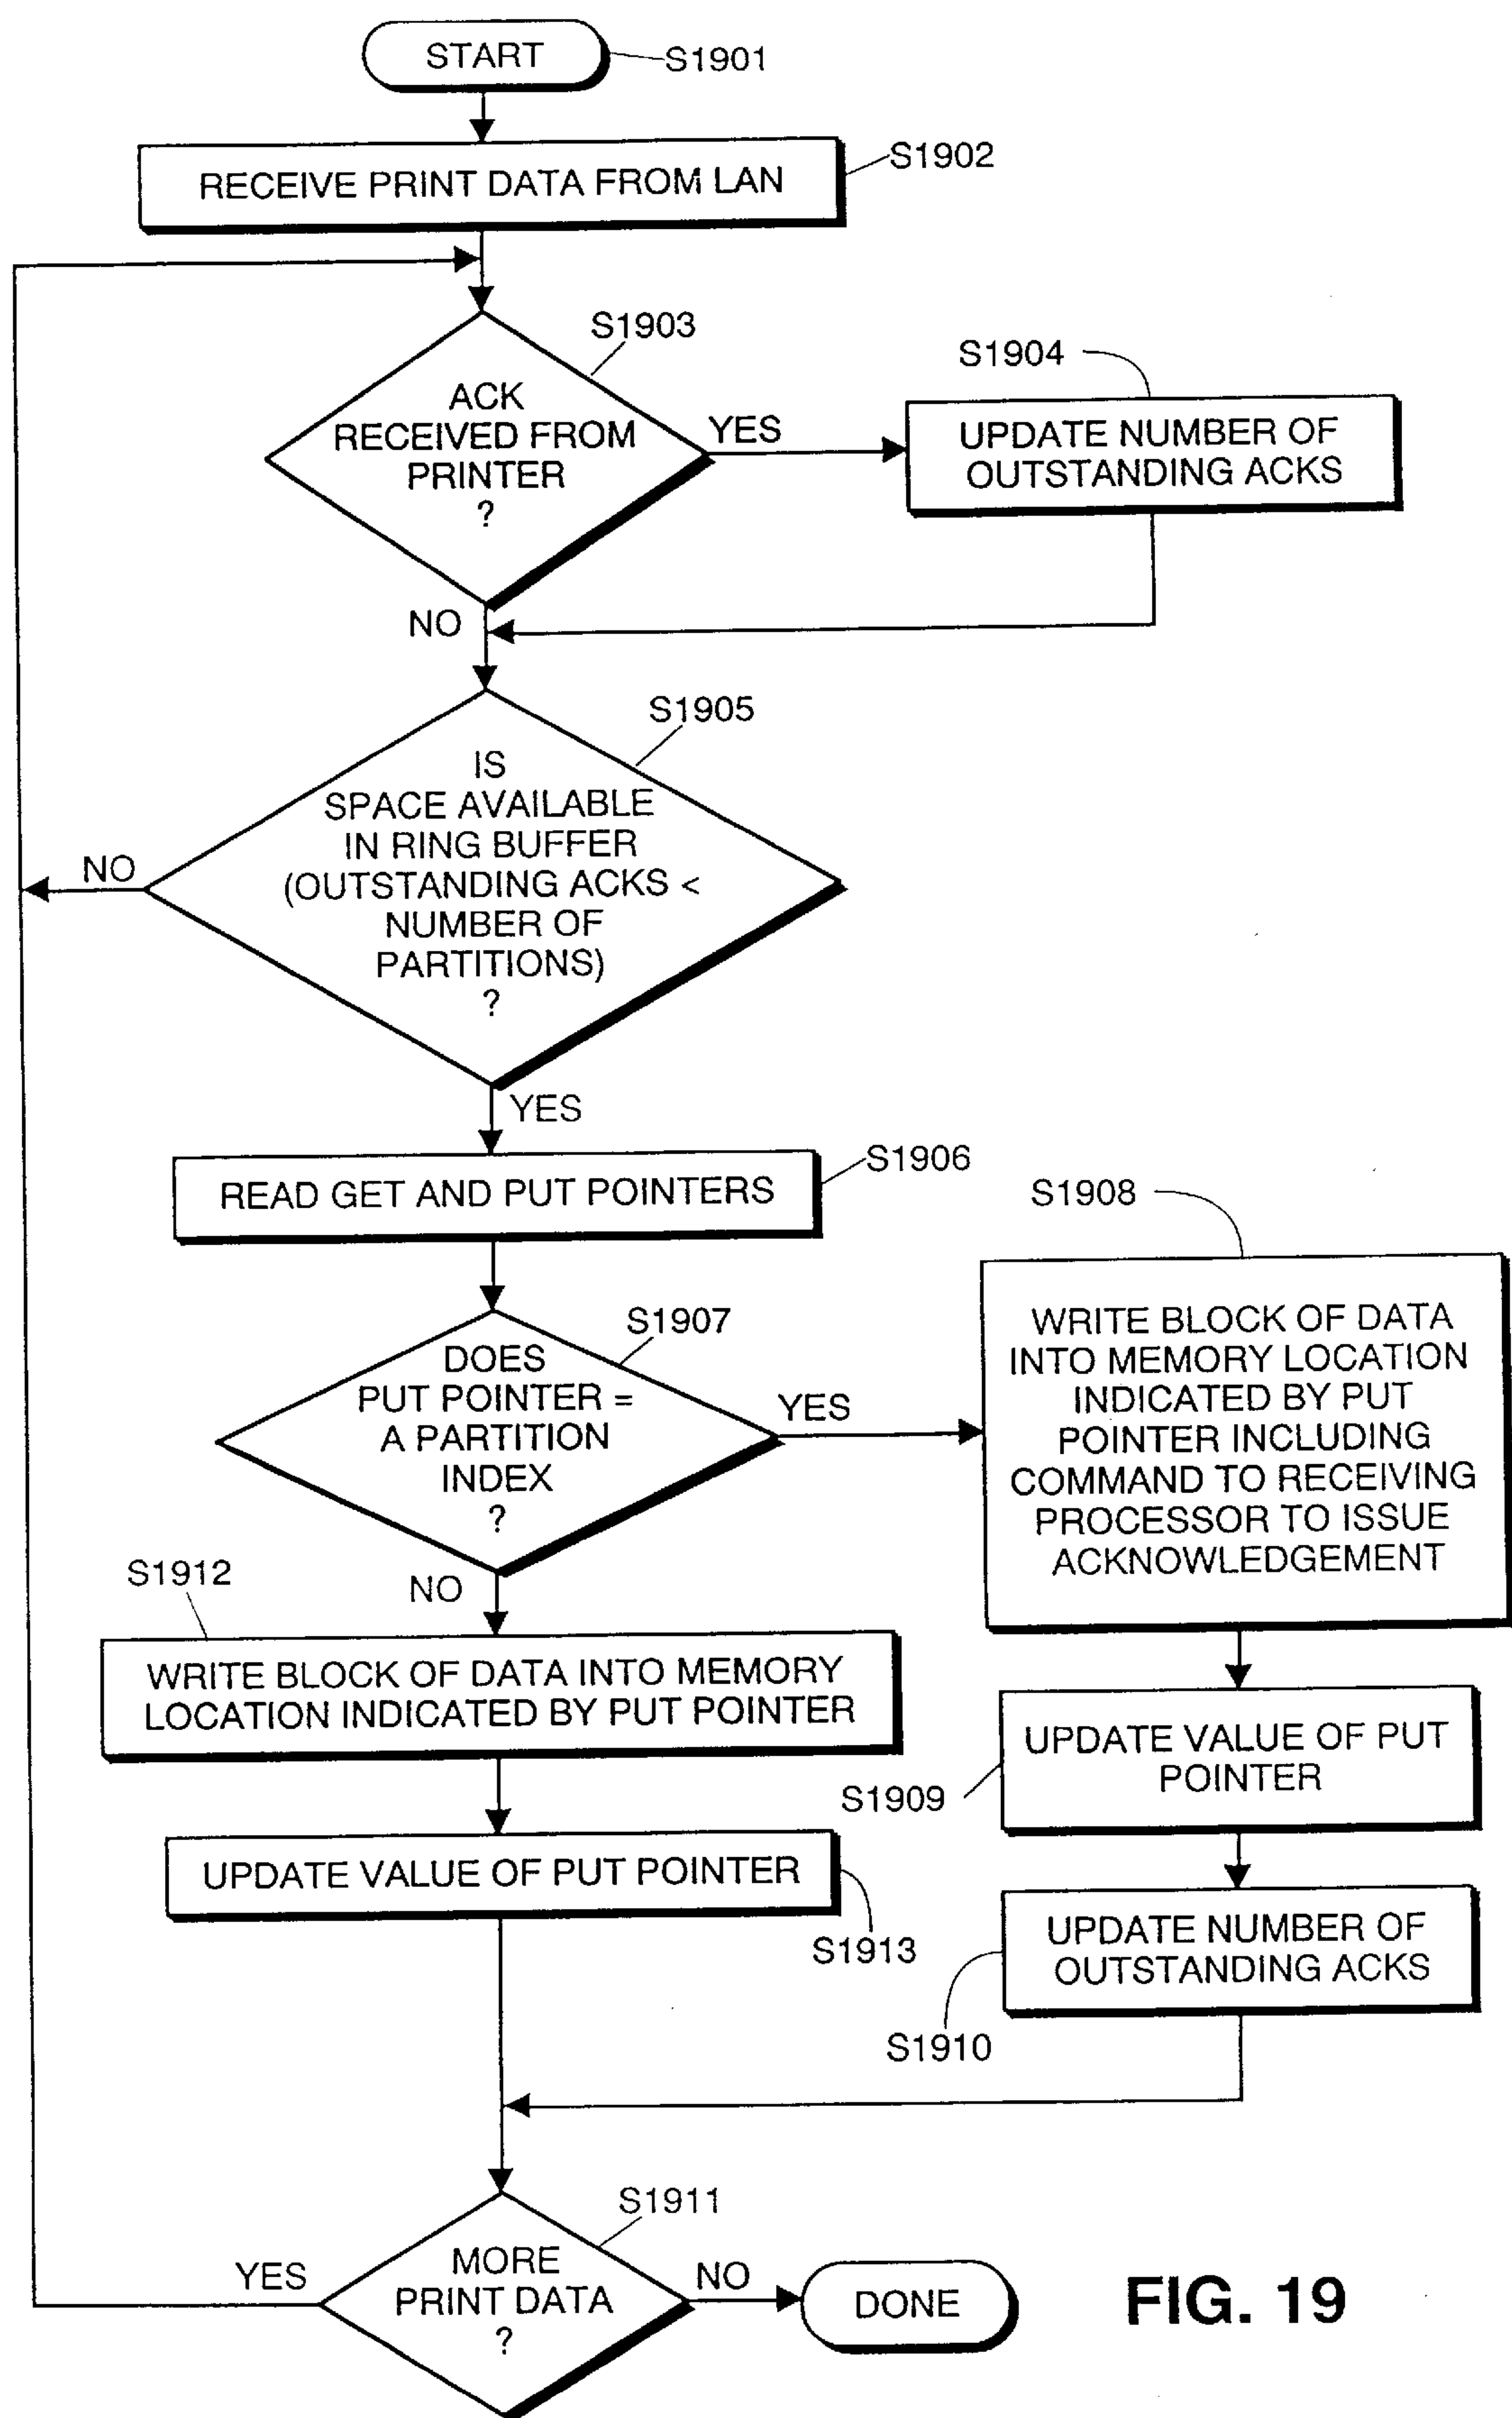 START
S1901
RECEIVE PRINT DATA FROM LAN
S1902
S1903
ACK
RECEIVED FROM
PRINTER
?
YES
S1904
UPDATE NUMBER OF
OUTSTANDING ACKS
NO
S1905
IS
SPACE AVAILABLE
IN RING BUFFER
(OUTSTANDING ACKS <
NUMBER OF
PARTITIONS)
?
NO
YES
READ GET AND PUT POINTERS
S1906
S1907
DOES
PUT POINTER =
A PARTITION
INDEX
?
YES
S1908
WRITE BLOCK OF DATA
INTO MEMORY LOCATION
INDICATED BY PUT
POINTER INCLUDING
COMMAND TO RECEIVING
PROCESSOR TO ISSUE
ACKNOWLEDGEMENT
NO
S1912
WRITE BLOCK OF DATA INTO MEMORY
LOCATION INDICATED BY PUT POINTER
UPDATE VALUE OF PUT
POINTER
S1909
UPDATE VALUE OF PUT POINTER
S1913
UPDATE NUMBER OF
OUTSTANDING ACKS
S1910
S1911
MORE
PRINT DATA
?
YES
NO
DONE
FIG. 19